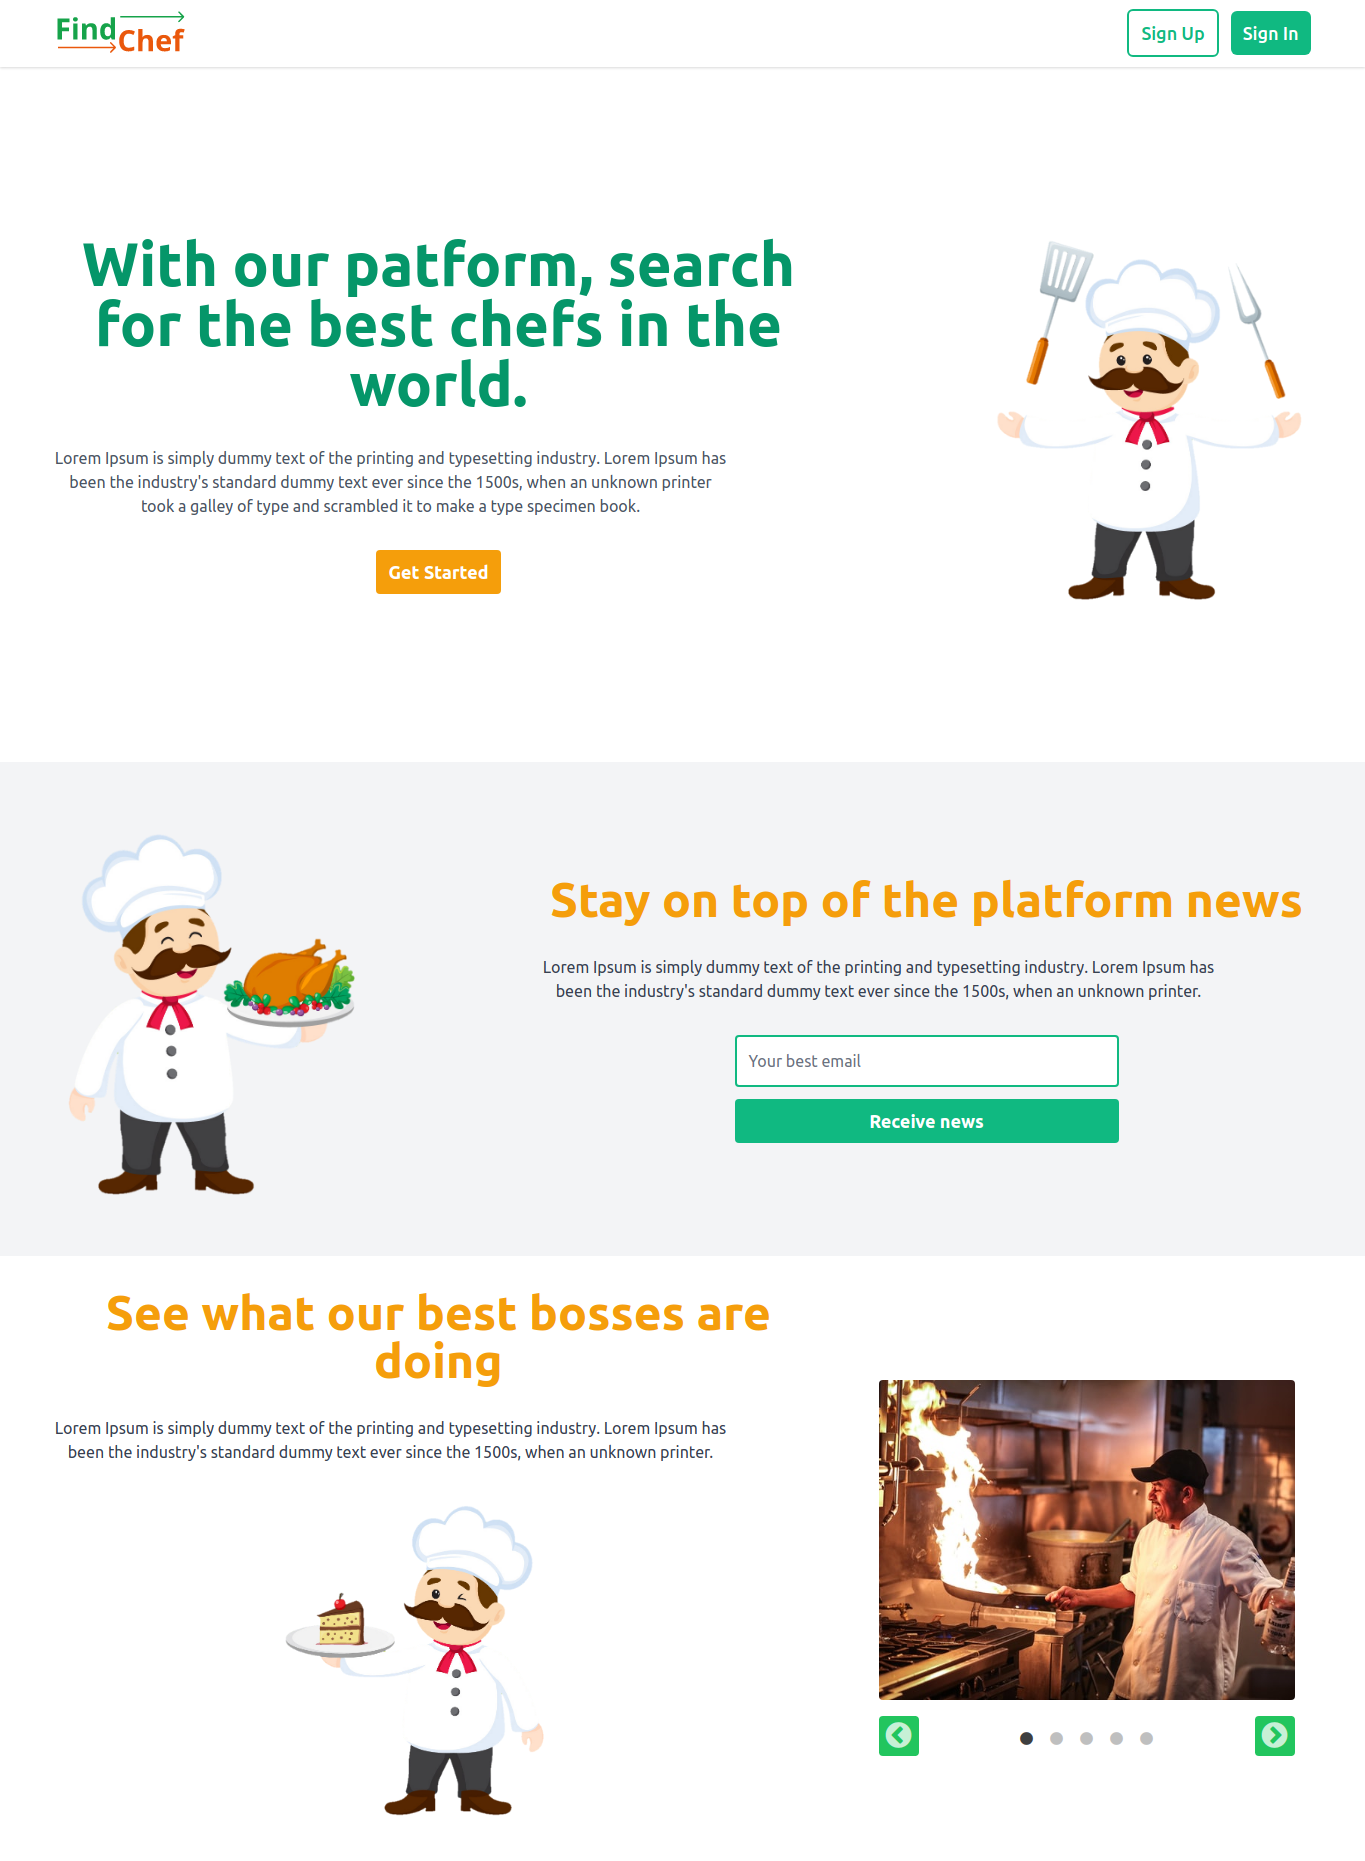 Find
Chef
Sign Up
Sign In
With our patform, search
for the best chefs in the
world.
Lorem Ipsum is simply dummy text of the printing and typesetting industry. Lorem Ipsum has
been the industry's standard dummy text ever since the 1500s, when an unknown printer
took a galley of type and scrambled it to make a type specimen book.
Get Started
Stay on top of the platform news
Lorem Ipsum is simply dummy text of the printing and typesetting industry. Lorem Ipsum has
been the industry's standard dummy text ever since the 1500s, when an unknown printer.
Your best email
Receive news
See what our best bosses are
doing
Lorem Ipsum is simply dummy text of the printing and typesetting industry. Lorem Ipsum has
been the industry's standard dummy text ever since the 1500s, when an unknown printer.